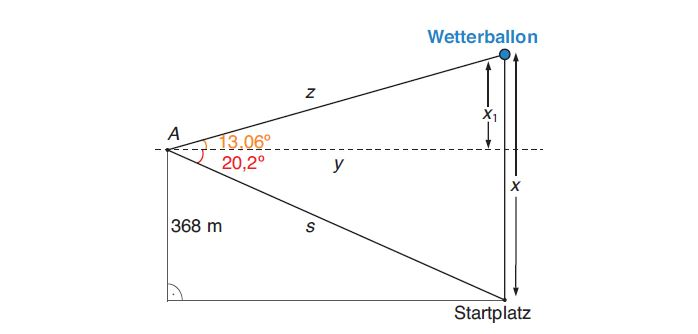 Wetterballon
z
x₁
A
13,06°
20,2°
y
x
368 m
s
Startplatz